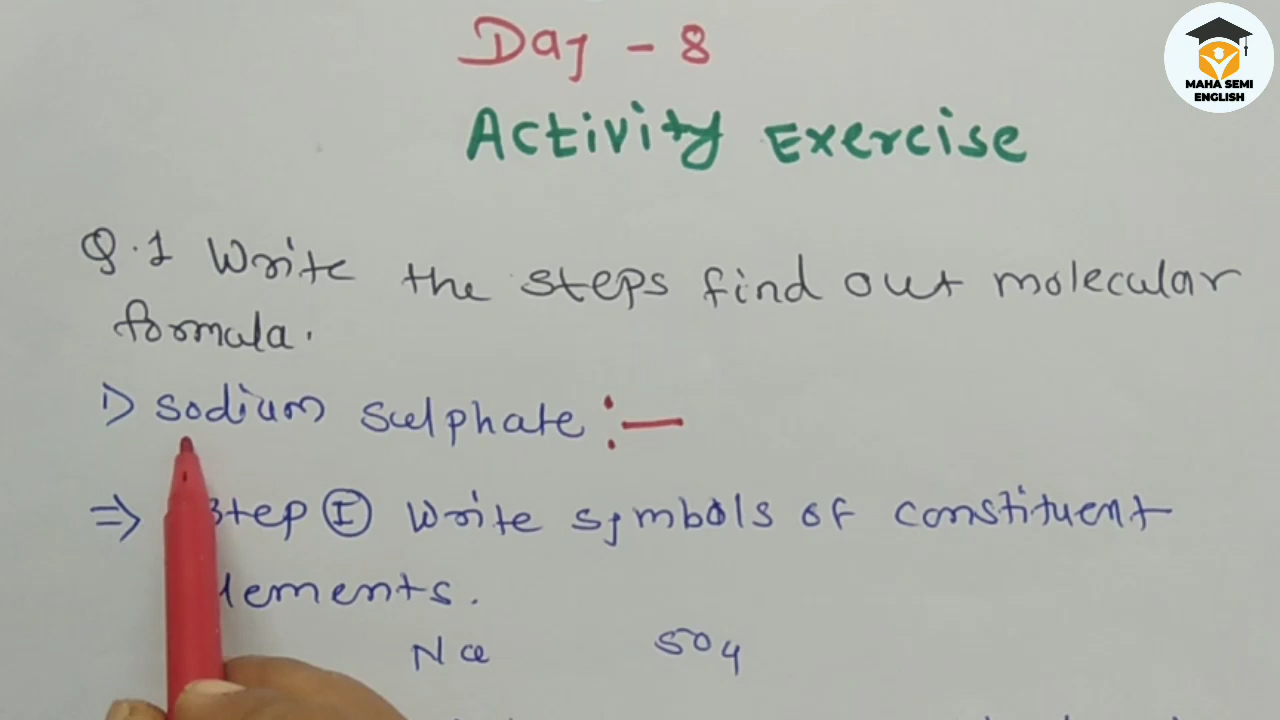 Day - 8
MAHA SEMI
ENGLISH
Activity Exercise
Q.1 Write the steps find out molecular
formula.
1) sodium sulphate :-
⇒ step I Write symbols of constituent
lements.
Na SO4